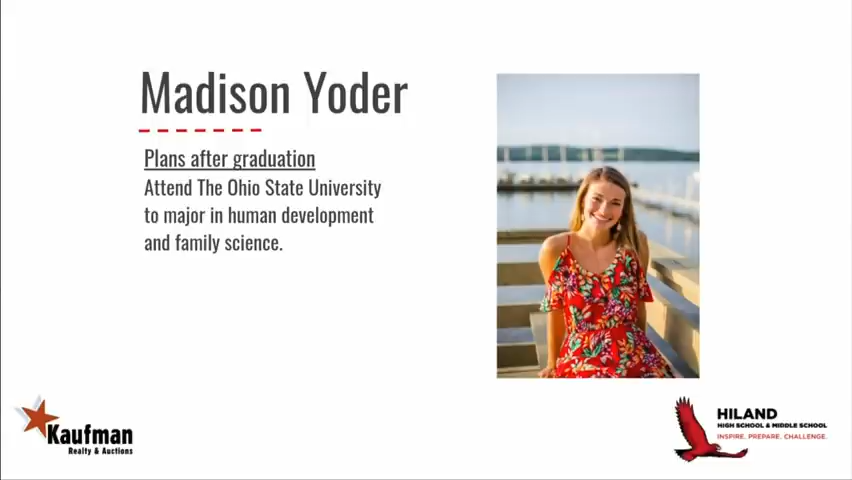 Madison Yoder
Plans after graduation
Attend The Ohio State University
to major in human development
and family science.
Kaufman
Realty & Auctions
HILAND
HIGH SCHOOL & MIDDLE SCHOOL
INSPIRE. PREPARE. CHALLENGE.